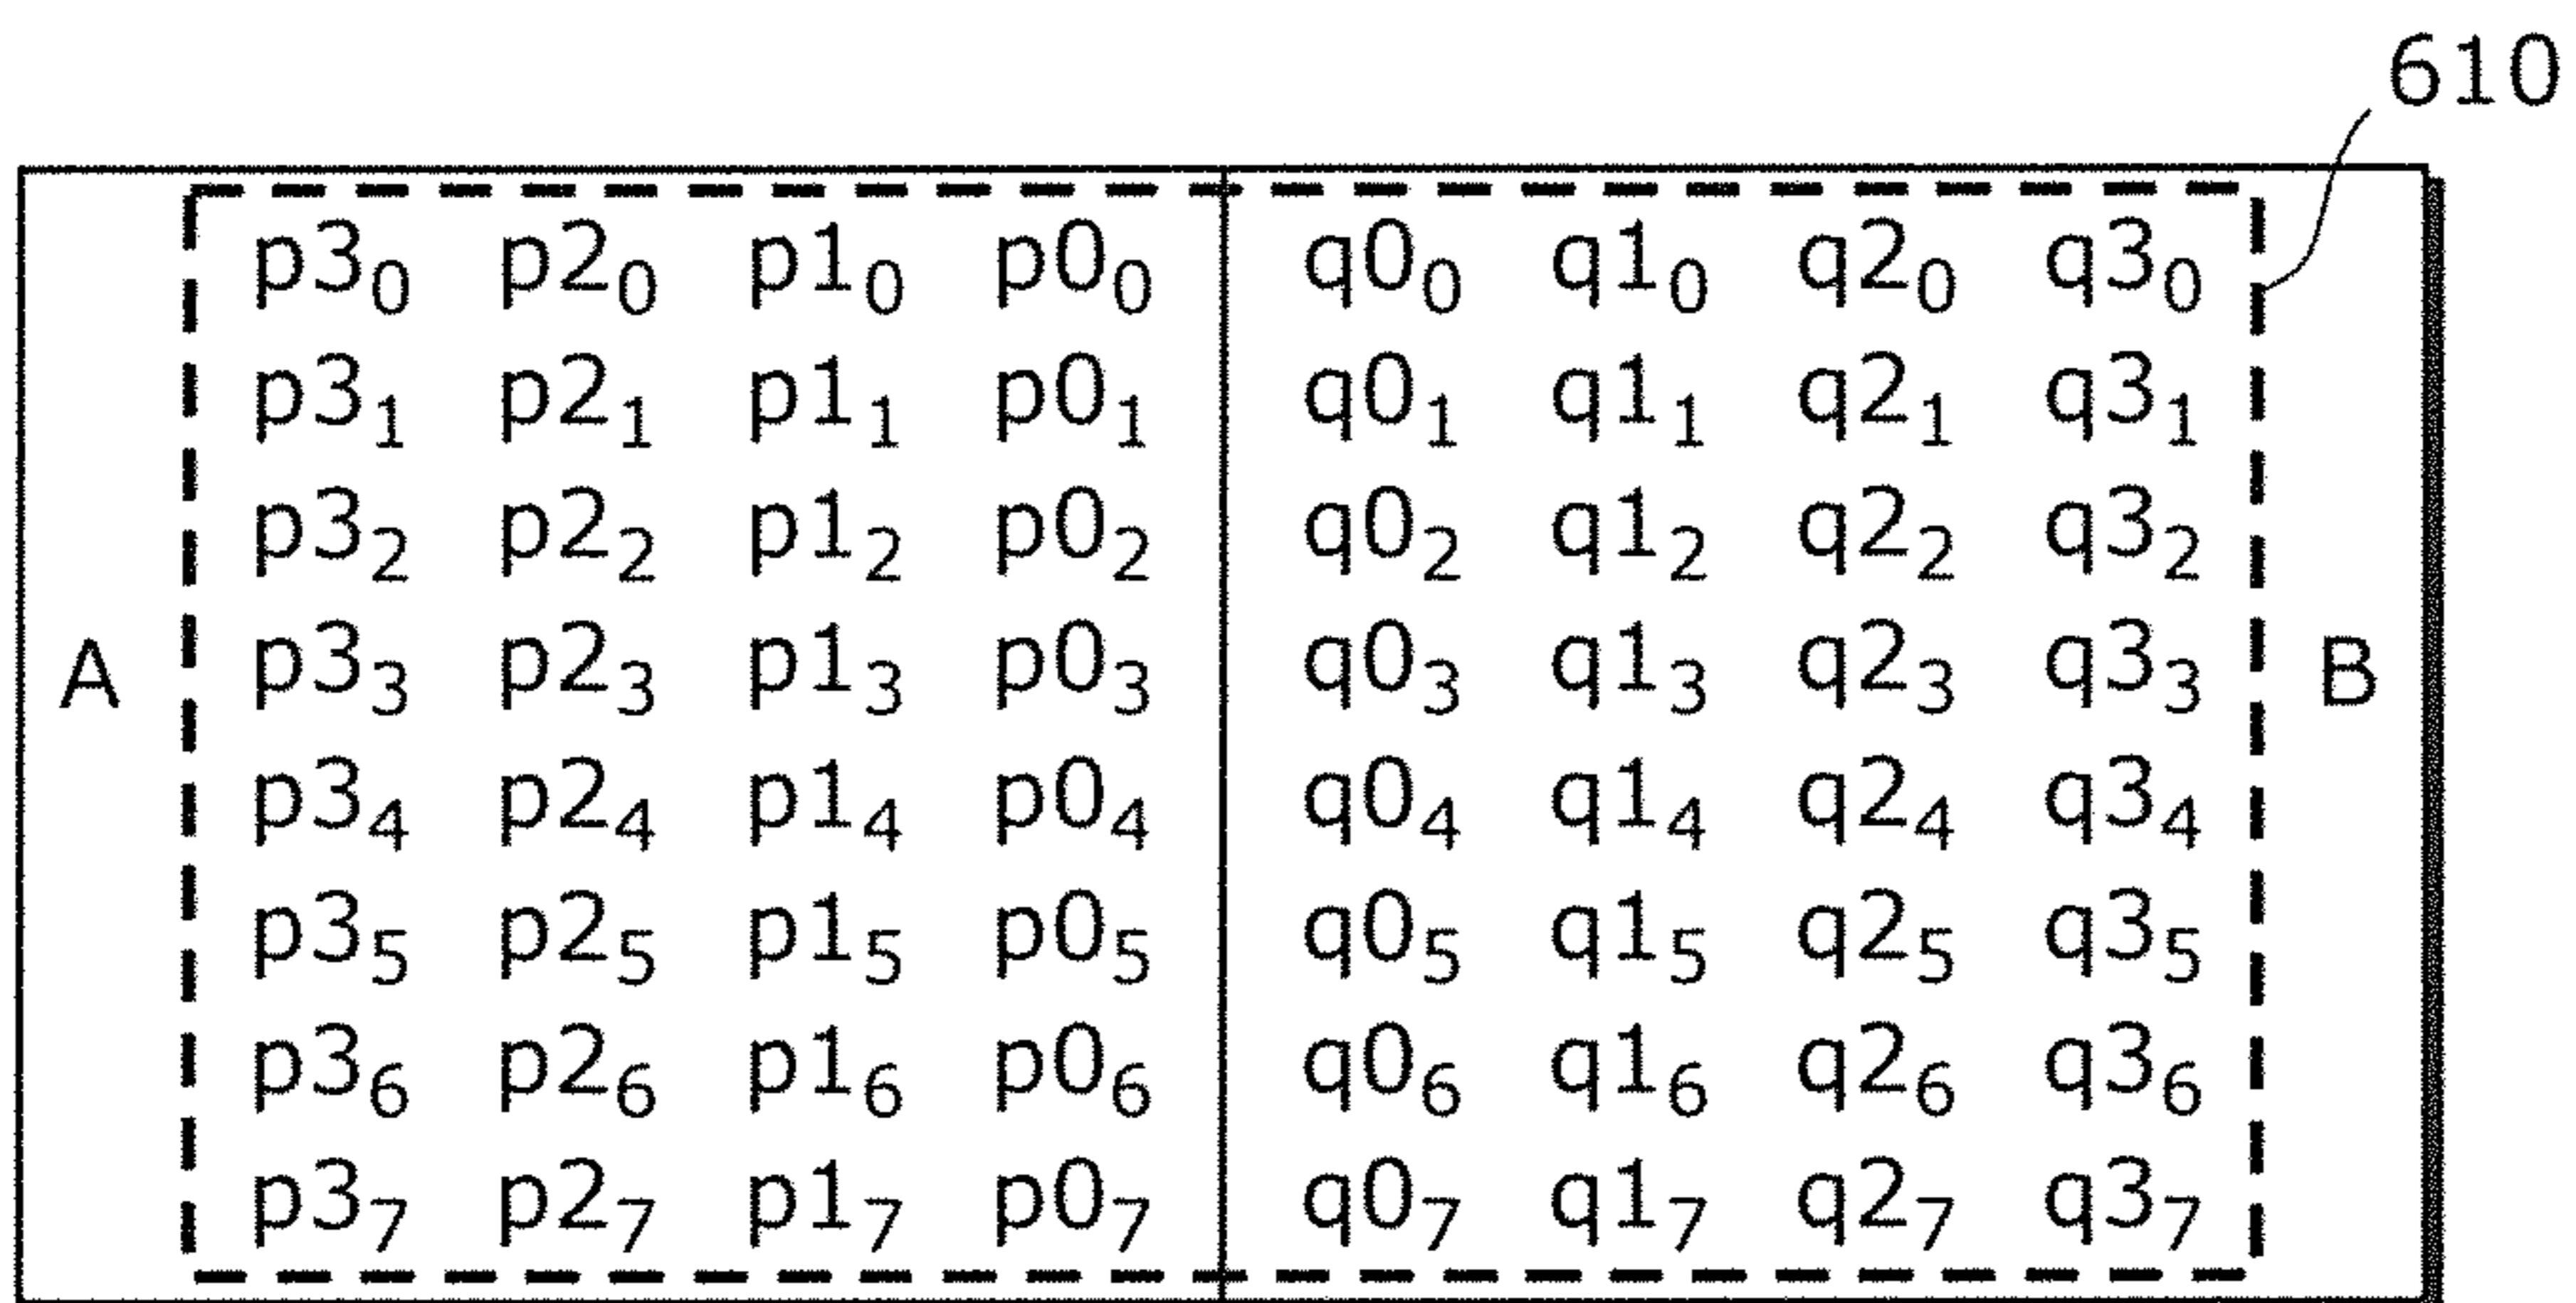 610
p3₀ p2₀ p1₀ p0₀ q0₀ q1₀ q2₀ q3₀
p3₁ p2₁ p1₁ p0₁ q0₁ q1₁ q2₁ q3₁
p3₂ p2₂ p1₂ p0₂ q0₂ q1₂ q2₂ q3₂
A p3₃ p2₃ p1₃ p0₃ q0₃ q1₃ q2₃ q3₃ B
p3₄ p2₄ p1₄ p0₄ q0₄ q1₄ q2₄ q3₄
p3₅ p2₅ p1₅ p0₅ q0₅ q1₅ q2₅ q3₅
p3₆ p2₆ p1₆ p0₆ q0₆ q1₆ q2₆ q3₆
p3₇ p2₇ p1₇ p0₇ q0₇ q1₇ q2₇ q3₇